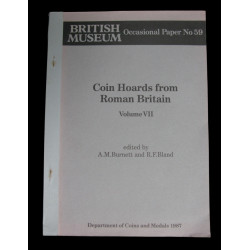 BRITISH
MUSEUM Occasional Paper No 59
Coin Hoards from
Roman Britain
Volume VII
edited by
A.M.Burnett and R.F.Bland
Department of Coins and Medals 1987